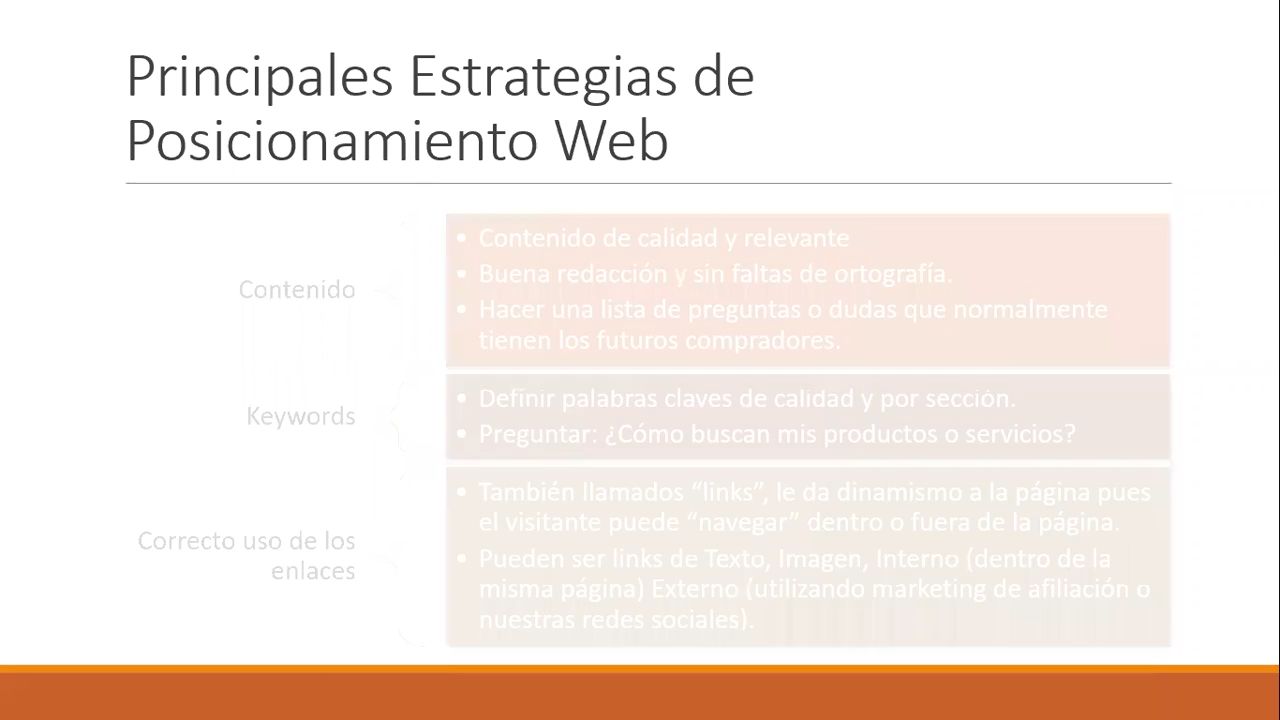 Principales Estrategias de
Posicionamiento Web
Contenido
• Contenido de calidad y relevante
• Buena redacción y sin faltas de ortografía.
• Hacer una lista de preguntas o dudas que normalmente
tienen los futuros compradores.
Keywords
• Definir palabras claves de calidad y por sección.
• Preguntar: ¿Cómo buscan mis productos o servicios?
Correcto uso de los
enlaces
• También llamados “links”, le da dinamismo a la página pues
el visitante puede “navegar” dentro o fuera de la página.
• Pueden ser links de Texto, Imagen, Interno (dentro de la
misma página) Externo (utilizando marketing de afiliación o
nuestras redes sociales).